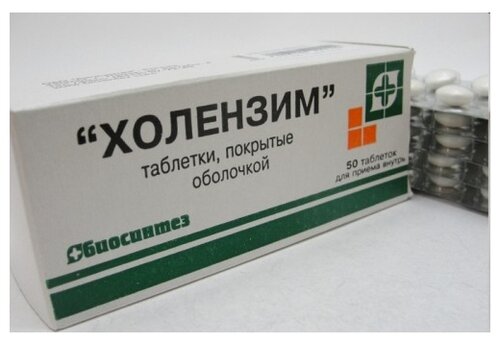 "ХОЛЕНЗИМ"
таблетки, покрытые
оболочкой
50 таблеток
для приема внутрь
биосинтез